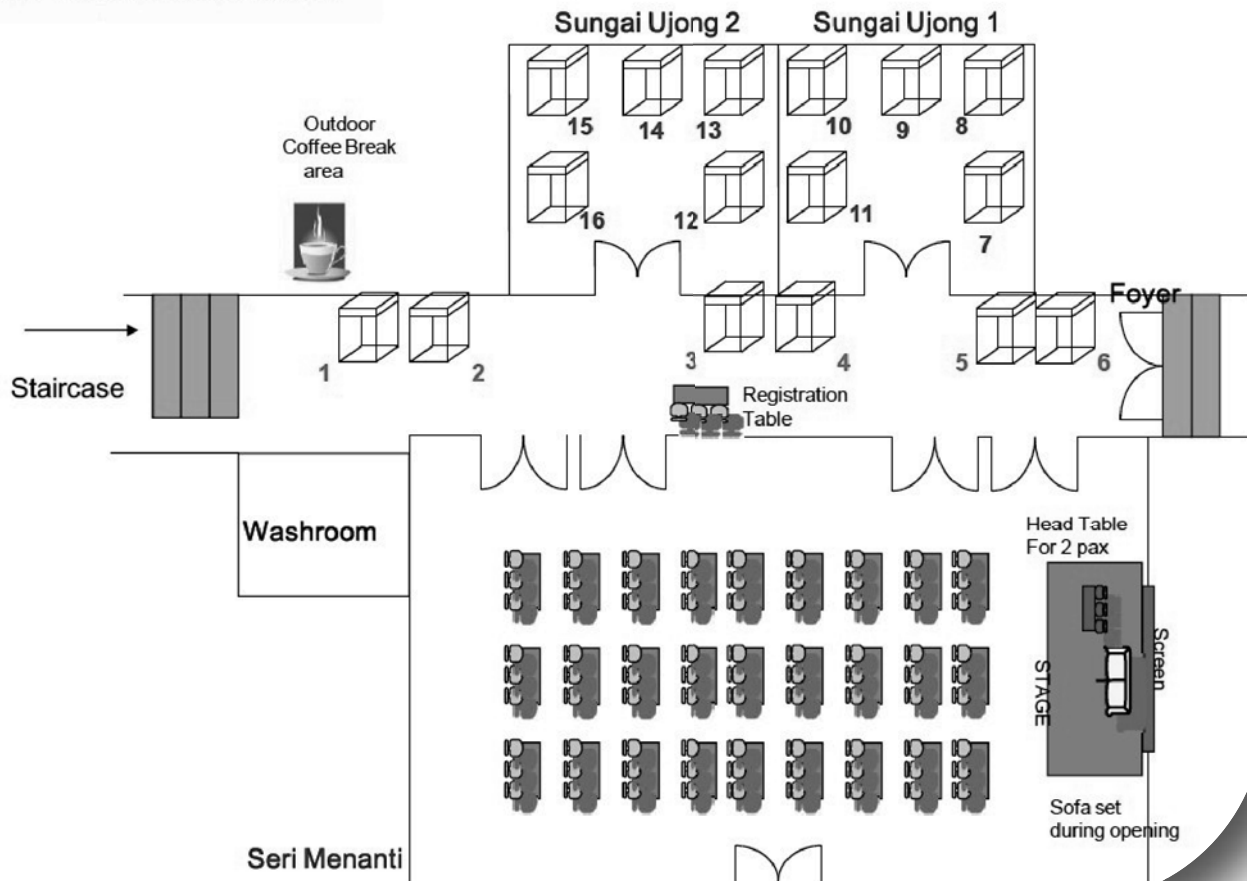 Sungai Ujong 2
Sungai Ujong 1
15
14
13
10
9
8
Outdoor
Coffee Break
area
16
12
11
7
Foyer
1
2
3
4
5
6
Staircase
Registration
Table
Washroom
Head Table
For 2 pax
STAGE
Screen
Sofa set
during opening
Seri Menanti